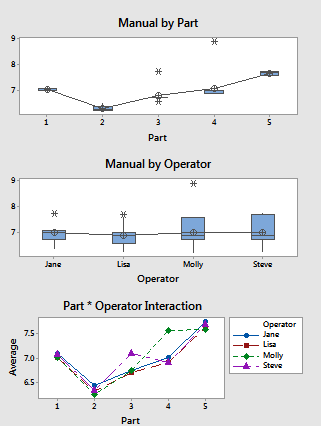 Manual by Part
9
8
7
1 2 3 4 5
Part
Manual by Operator
9
8
7
Jane Lisa Molly Steve
Operator
Part * Operator Interaction
Average
7.5
7.0
6.5
1 2 3 4 5
Part
Operator
Jane
Lisa
Molly
Steve